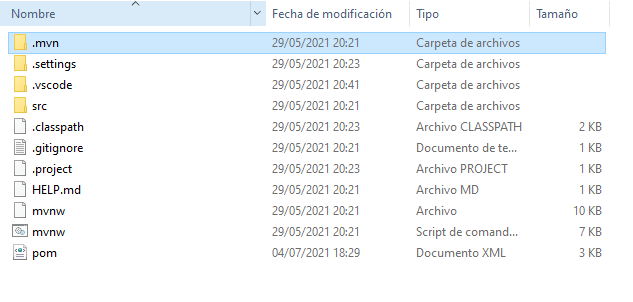 Nombre Fecha de modificación Tipo Tamaño
.mvn 29/05/2021 20:21 Carpeta de archivos
.settings 29/05/2021 20:23 Carpeta de archivos
.vscode 29/05/2021 20:41 Carpeta de archivos
src 29/05/2021 20:21 Carpeta de archivos
.classpath 29/05/2021 20:23 Archivo CLASSPATH 2 KB
.gitignore 29/05/2021 20:21 Documento de te... 1 KB
.project 29/05/2021 20:23 Archivo PROJECT 1 KB
HELP.md 29/05/2021 20:21 Archivo MD 1 KB
mvnw 29/05/2021 20:21 Archivo 10 KB
mvnw 29/05/2021 20:21 Script de comand... 7 KB
pom 04/07/2021 18:29 Documento XML 3 KB